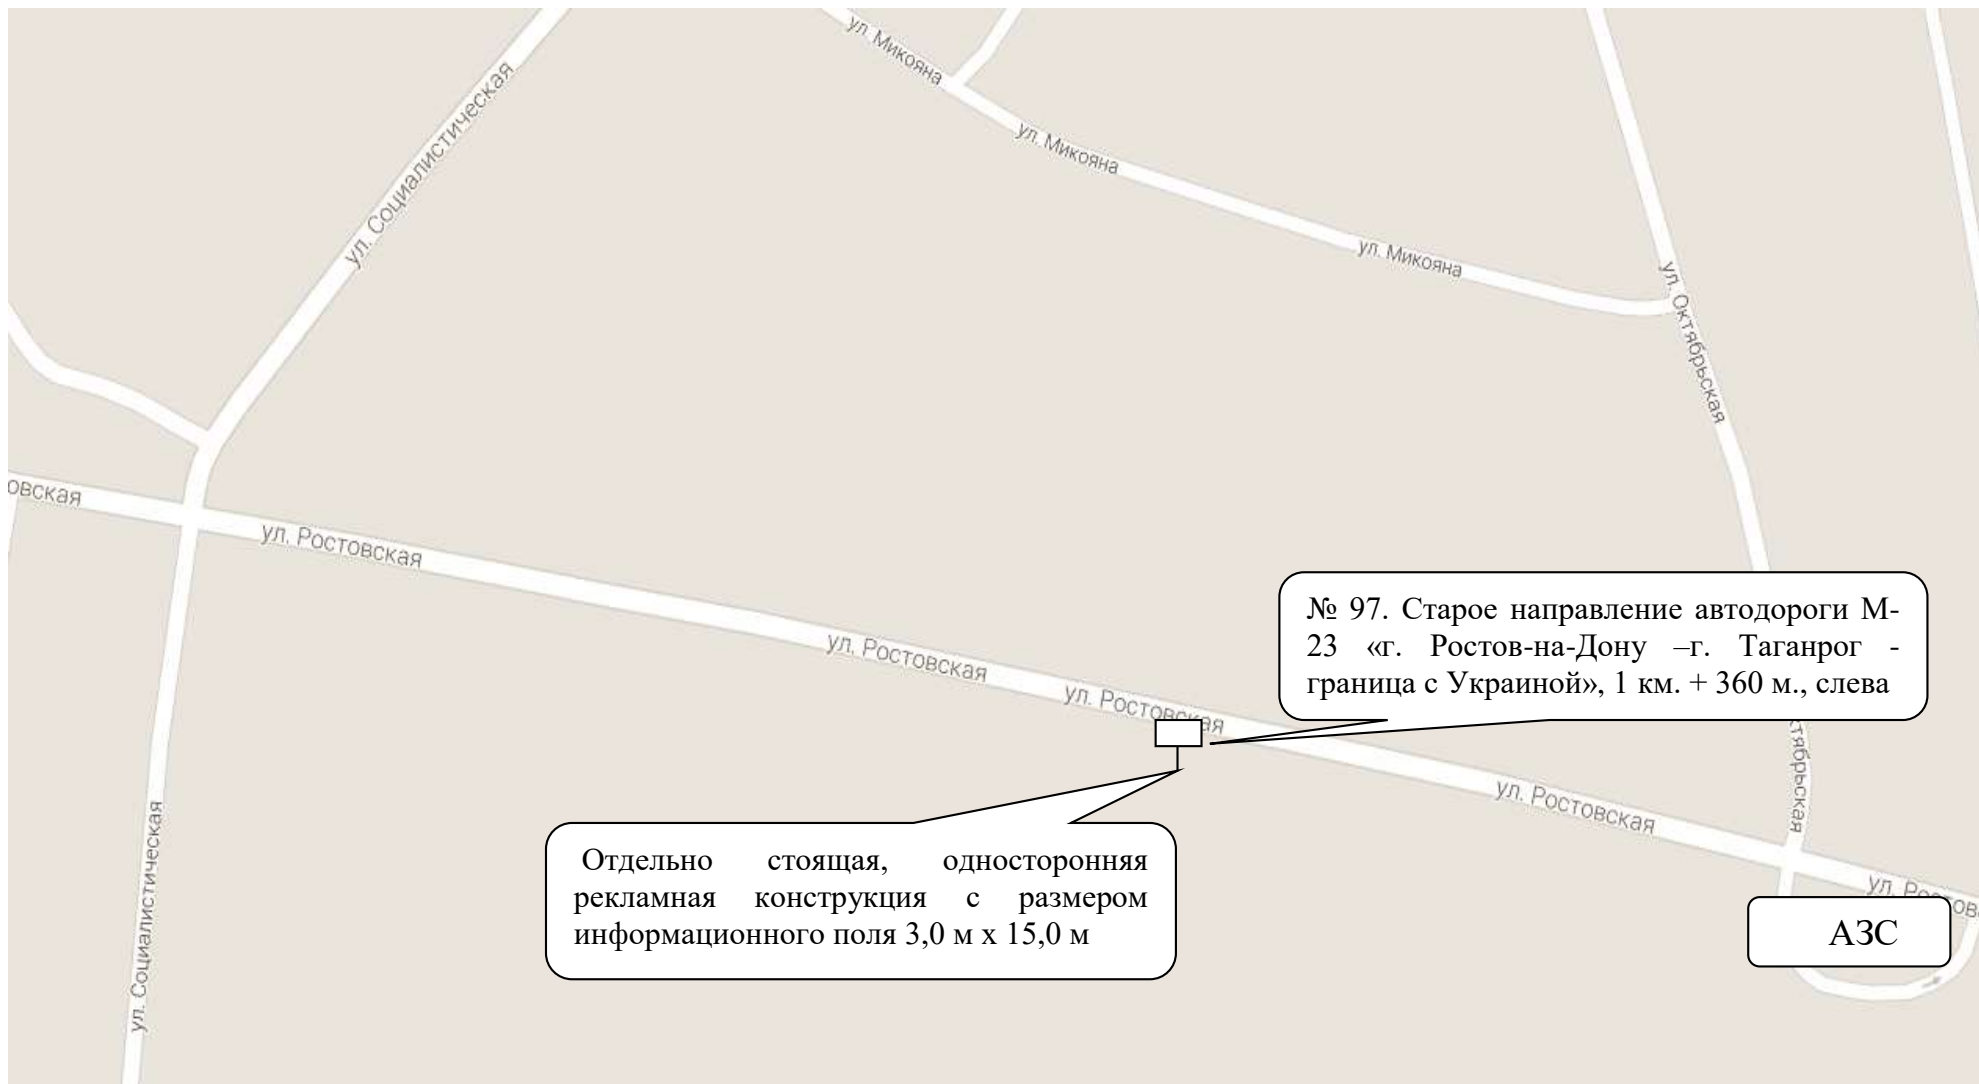 ул. Микояна
ул. Социалистическая
ул. Микояна
ул. Микояна
ул. Октябрьская
овская
ул. Ростовская
№ 97. Старое направление автодороги М-
23 «г. Ростов-на-Дону –г. Таганрог -
граница с Украиной», 1 км. + 360 м., слева
ул. Ростовская
ул. Ростовская
тябрьская
ул. Ростовская
ул. Социалистическая
Отдельно стоящая, односторонняя
рекламная конструкция с размером
информационного поля 3,0 м х 15,0 м
ул. Ростов
АЗС